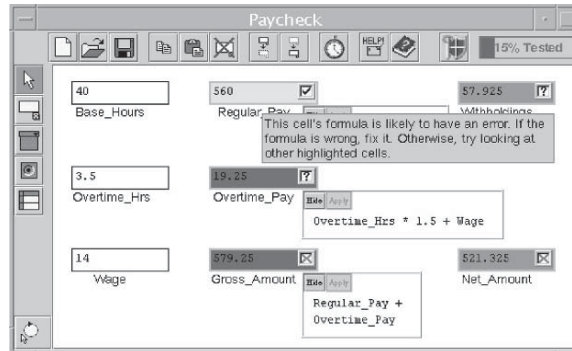 Paycheck
HELP!
15% Tested
40
560
57.925 ?
Base_Hours
Regular_Pay
Withholdings
This cell's formula is likely to have an error. If the
formula is wrong, fix it. Otherwise, try looking at
other highlighted cells.
3.5
19.25 ?
Overtime_Hrs
Overtime_Pay
Hide Apply
Overtime_Hrs * 1.5 + Wage
14
579.25
521.325
Wage
Gross_Amount
Net_Amount
Hide Apply
Regular_Pay +
Overtime_Pay